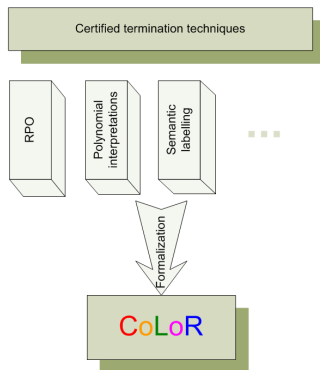 Certified termination techniques
RPO
Polynomial
interpretations
Semantic
labelling
Formalization
CoLoR